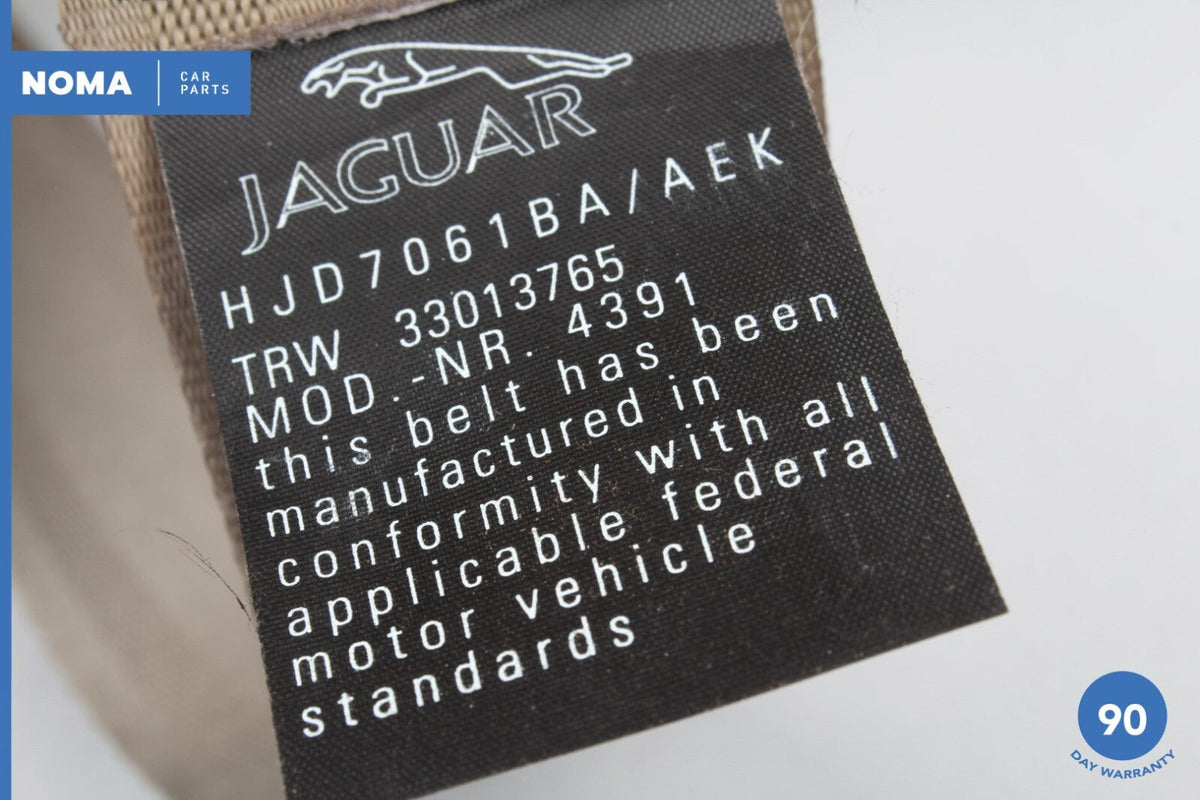 NOMA
CAR
PARTS
JAGUAR
HJD7061BA/AEK
TRW 33013765
MOD.-NR. 4391
this belt has been
manufactured in
conformity with all
applicable federal
motor vehicle
standards
90
DAY WARRANTY